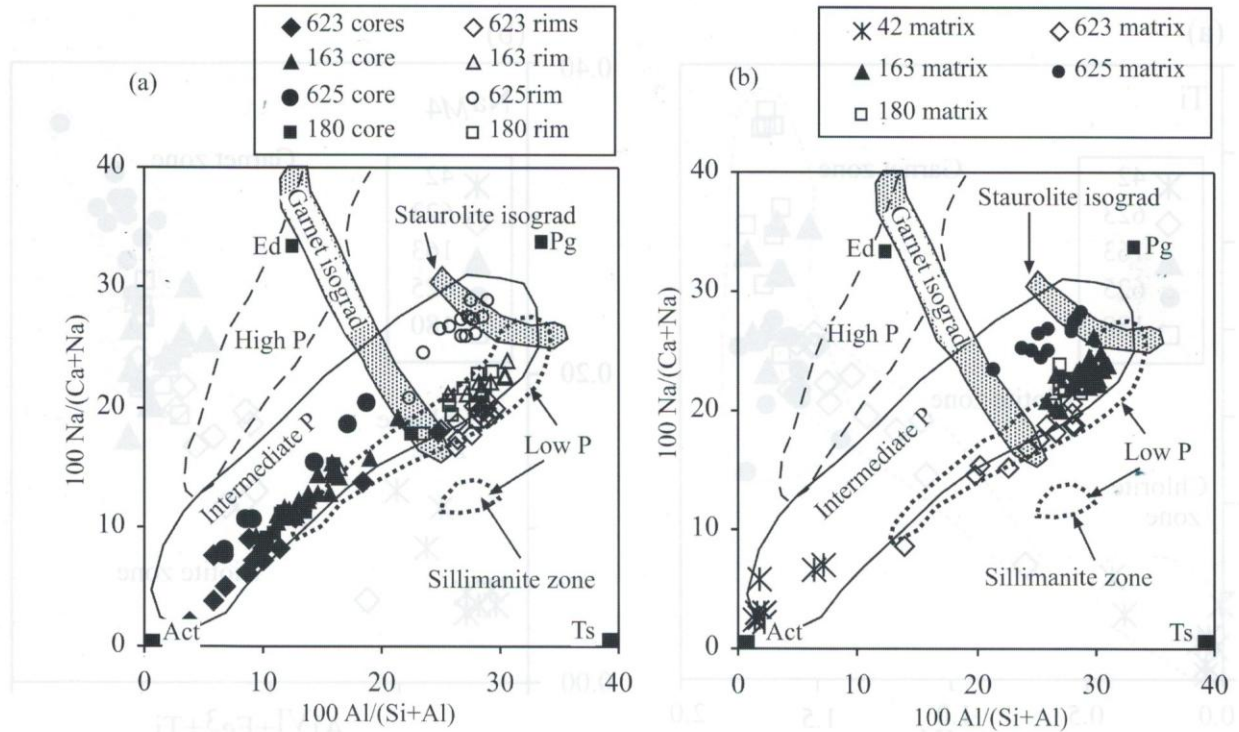 (a)
623 cores
623 rims
163 core
163 rim
625 core
625rim
180 core
180 rim
40
30
20
10
0
100 Na/(Ca+Na)
Garnet isograd
Staurolite isograd
Ed
Pg
High P
Intermediate P
Low P
Sillimanite zone
Act
Ts
0
10
20
30
40
100 Al/(Si+Al)
(b)
42 matrix
623 matrix
163 matrix
625 matrix
180 matrix
40
30
20
10
0
100 Na/(Ca+Na)
Garnet isograd
Staurolite isograd
Ed
Pg
High P
Intermediate P
Low P
Sillimanite zone
Act
Ts
0
10
20
30
40
100 Al/(Si+Al)